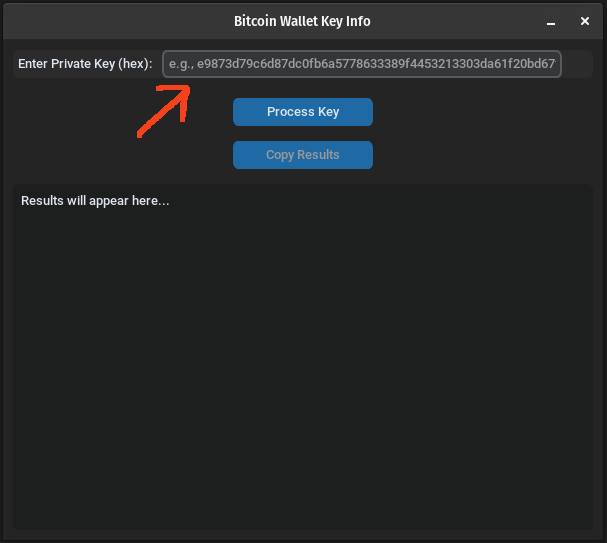 Bitcoin Wallet Key Info
Enter Private Key (hex): e.g., e9873d79c6d87dc0fb6a5778633389f4453213303da61f20bd67
Process Key
Copy Results
Results will appear here...